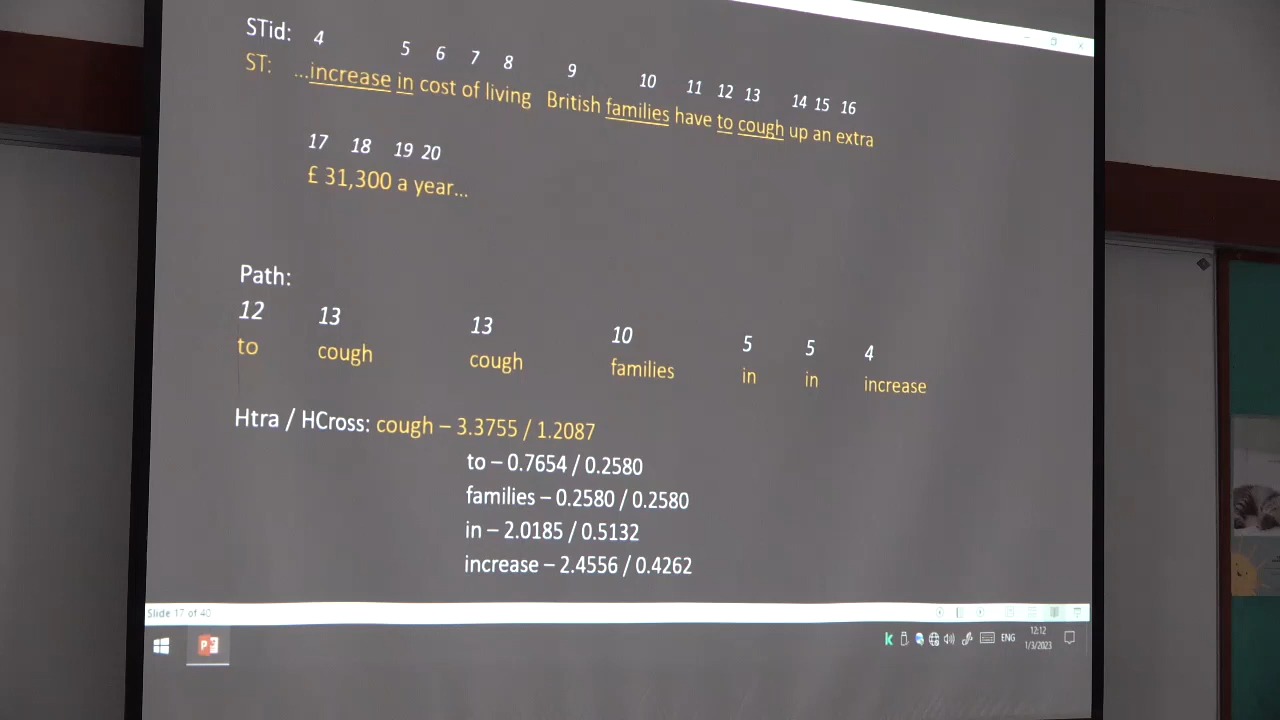 STid: 4 5 6 7 8 9 10 11 12 13 14 15 16
ST: ...increase in cost of living British families have to cough up an extra
17 18 19 20
£ 31,300 a year...
Path:
12 13 13 10 5 5 4
to cough cough families in in increase
Htra / HCross: cough – 3.3755 / 1.2087
to – 0.7654 / 0.2580
families – 0.2580 / 0.2580
in – 2.0185 / 0.5132
increase – 2.4556 / 0.4262
Slide 17 of 40
ENG
12:12
1/3/2023